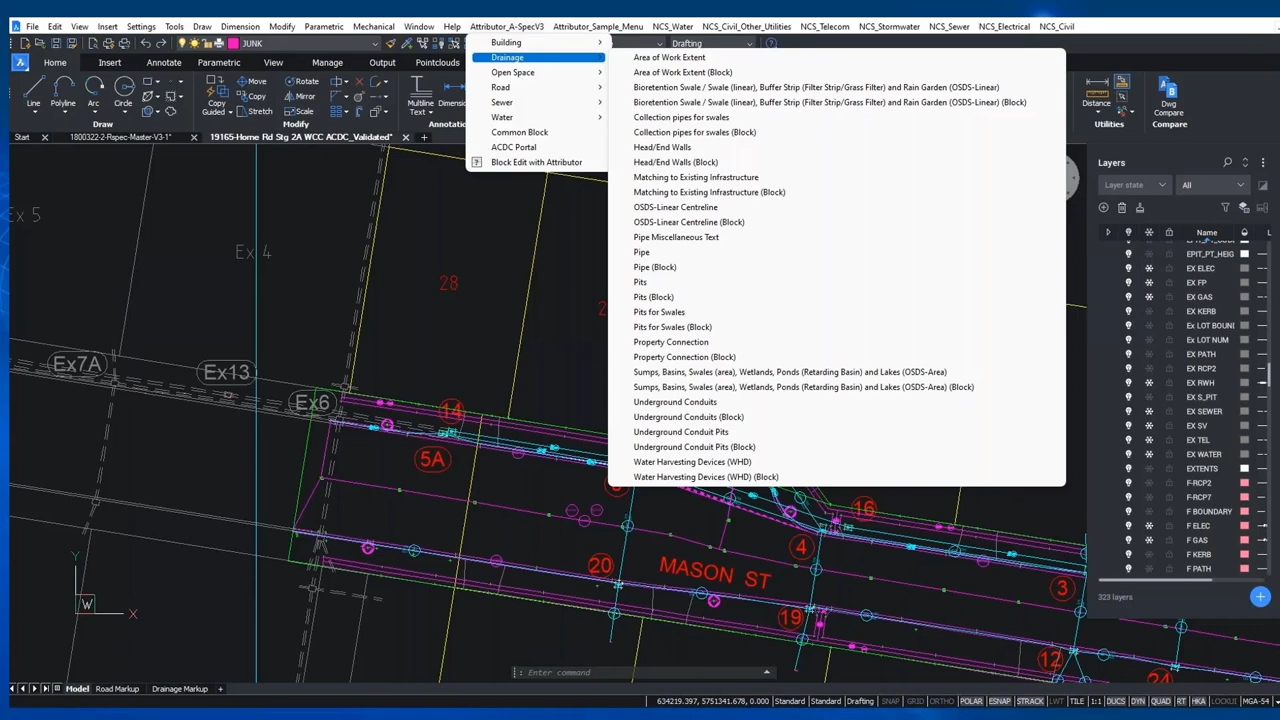 File Edit View Insert Settings Tools Draw Dimension Modify Parametric Mechanical Window Help Attributor_A-SpecV3 Attributor_Sample_Menu NCS_Water NCS_Civil_Other_Utilities NCS_Telecom NCS_Stormwater NCS_Sewer NCS_Electrical NCS_Civil
JUNK Drafting
Home Insert Annotate Parametric View Manage Output Pointclouds
Line Polyline Arc Circle
Copy Guided
Move
Copy
Stretch
Rotate
Mirror
Scale
Multiline Text
Dimension
Distance
Dwg Compare
Draw Modify Utilities Compare
Start 1800322-2-Rspec-Master-V3-1* 19165-Home Rd Stg 2A WCC ACDC_Validated*
Building
Drainage
Open Space
Road
Sewer
Water
Common Block
ACDC Portal
Block Edit with Attributor
Area of Work Extent
Area of Work Extent (Block)
Bioretention Swale / Swale (linear), Buffer Strip (Filter Strip/Grass Filter) and Rain Garden (OSDS-Linear)
Bioretention Swale / Swale (linear), Buffer Strip (Filter Strip/Grass Filter) and Rain Garden (OSDS-Linear) (Block)
Collection pipes for swales
Collection pipes for swales (Block)
Head/End Walls
Head/End Walls (Block)
Matching to Existing Infrastructure
Matching to Existing Infrastructure (Block)
OSDS-Linear Centreline
OSDS-Linear Centreline (Block)
Pipe Miscellaneous Text
Pipe
Pipe (Block)
Pits
Pits (Block)
Pits for Swales
Pits for Swales (Block)
Property Connection
Property Connection (Block)
Sumps, Basins, Swales (area), Wetlands, Ponds (Retarding Basin) and Lakes (OSDS-Area)
Sumps, Basins, Swales (area), Wetlands, Ponds (Retarding Basin) and Lakes (OSDS-Area) (Block)
Underground Conduits
Underground Conduits (Block)
Underground Conduit Pits
Underground Conduit Pits (Block)
Water Harvesting Devices (WHD)
Water Harvesting Devices (WHD) (Block)
Layers
Layer state All
Name
EPIT_PT_HEIG
EX ELEC
EX FP
EX GAS
EX KERB
Ex LOT BOUNI
EX LOT NUM
EX PATH
EX RCP2
EX RWH
EX S_PIT
EX SEWER
EX SV
EX TEL
EX WATER
EXTENTS
F-RCP2
F-RCP7
F BOUNDARY
F ELEC
F GAS
F KERB
F PATH
323 layers
Ex 5
Ex 4
28
Ex7A
Ex13
Ex6
14
5A
16
4
20
MASON ST
19
3
12
24
Y
W
X
: Enter command
Model Road Markup Drainage Markup +
634219.397, 5751341.678, 0.000 Standard Standard Drafting SNAP GRID ORTHO POLAR ESNAP STRACK LWT TILE 1:1 DUCS DYN QUAD RT HKA LOCKUI MGA-54